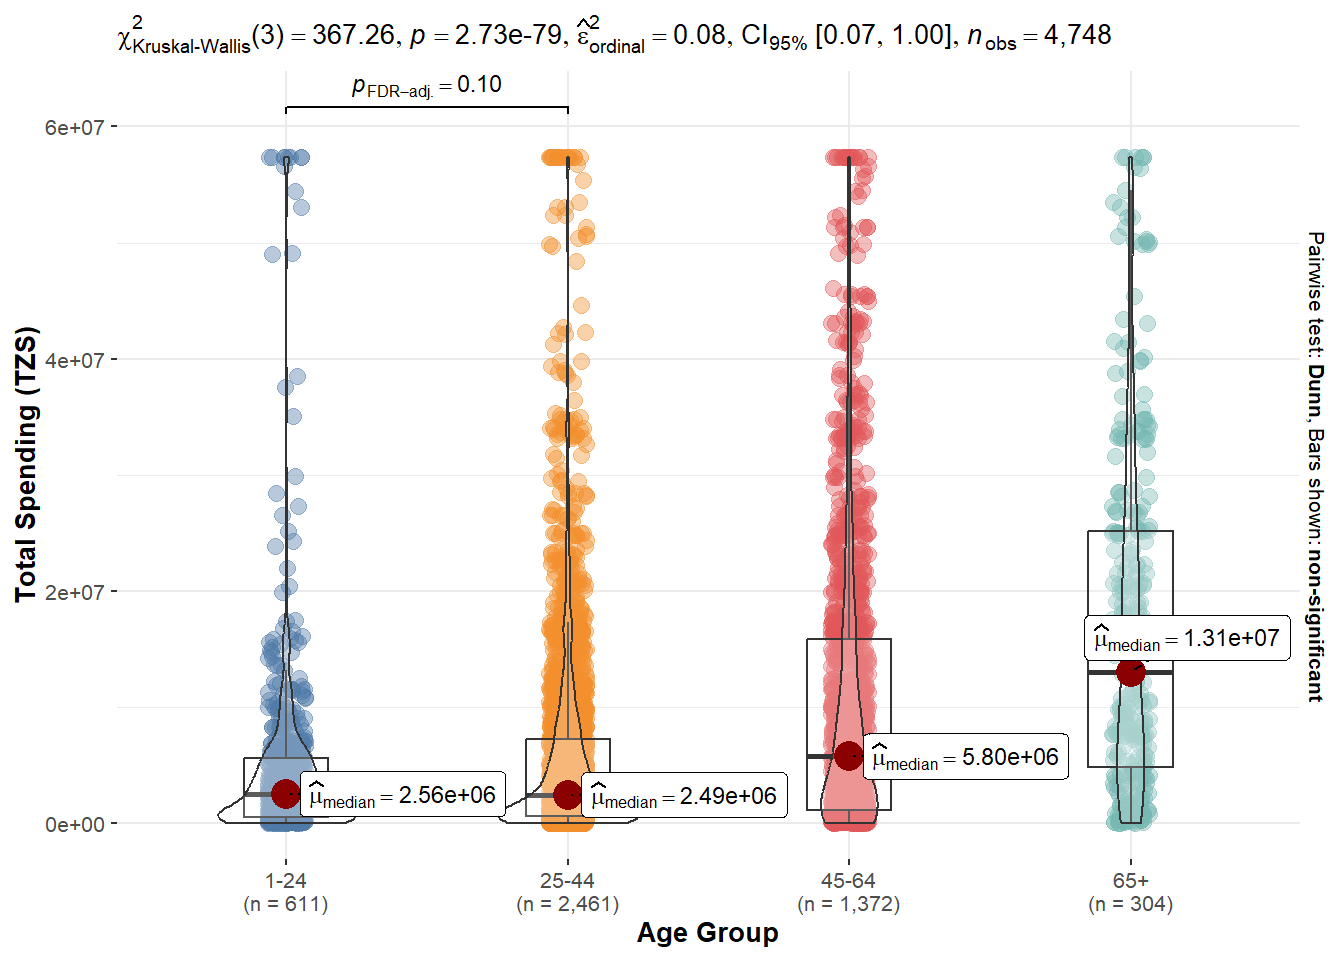 χ²Kruskal-Wallis(3) = 367.26, p = 2.73e-79, ε̂²ordinal = 0.08, CI95% [0.07, 1.00], nobs = 4,748
pFDR−adj. = 0.10
6e+07
4e+07
2e+07
0e+00
Total Spending (TZS)
μ̂median = 2.56e+06
μ̂median = 2.49e+06
μ̂median = 5.80e+06
μ̂median = 1.31e+07
Pairwise test: Dunn, Bars shown: non-significant
1-24
(n = 611)
25-44
(n = 2,461)
45-64
(n = 1,372)
65+
(n = 304)
Age Group